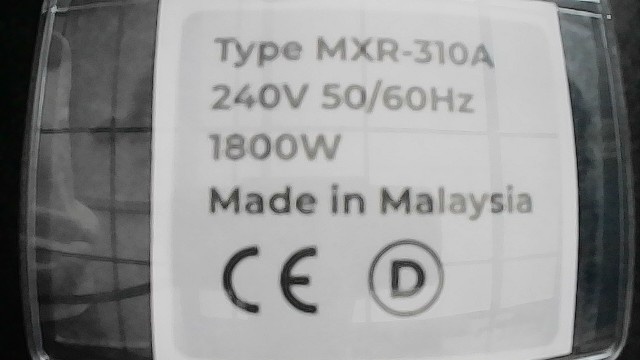 Type MXR-310A
240V 50/60Hz
1800W
Made in Malaysia
CE D